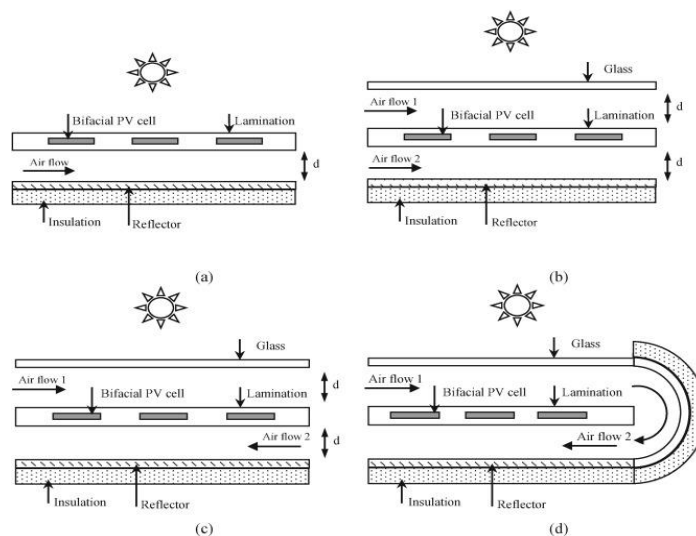 Bifacial PV cell Lamination
Air flow d
Insulation Reflector
(a)
Glass
Air flow 1 d
Bifacial PV cell Lamination
Air flow 2 d
Insulation Reflector
(b)
Glass
Air flow 1 d
Bifacial PV cell Lamination
Air flow 2 d
Insulation Reflector
(c)
Glass
Air flow 1
Bifacial PV cell Lamination
Air flow 2
Insulation Reflector
(d)